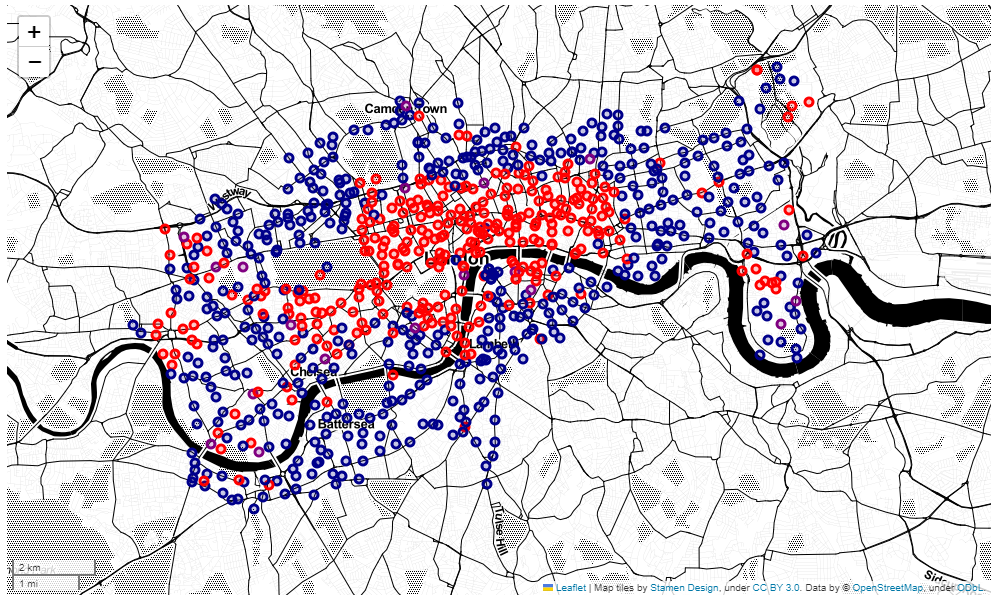 +
−
Camden Town
Westway
London
Lambeth
Chelsea
Battersea
Tulse Hill
2 km
1 mi
Leaflet | Map tiles by Stamen Design, under CC BY 3.0. Data by © OpenStreetMap, under ODbL.